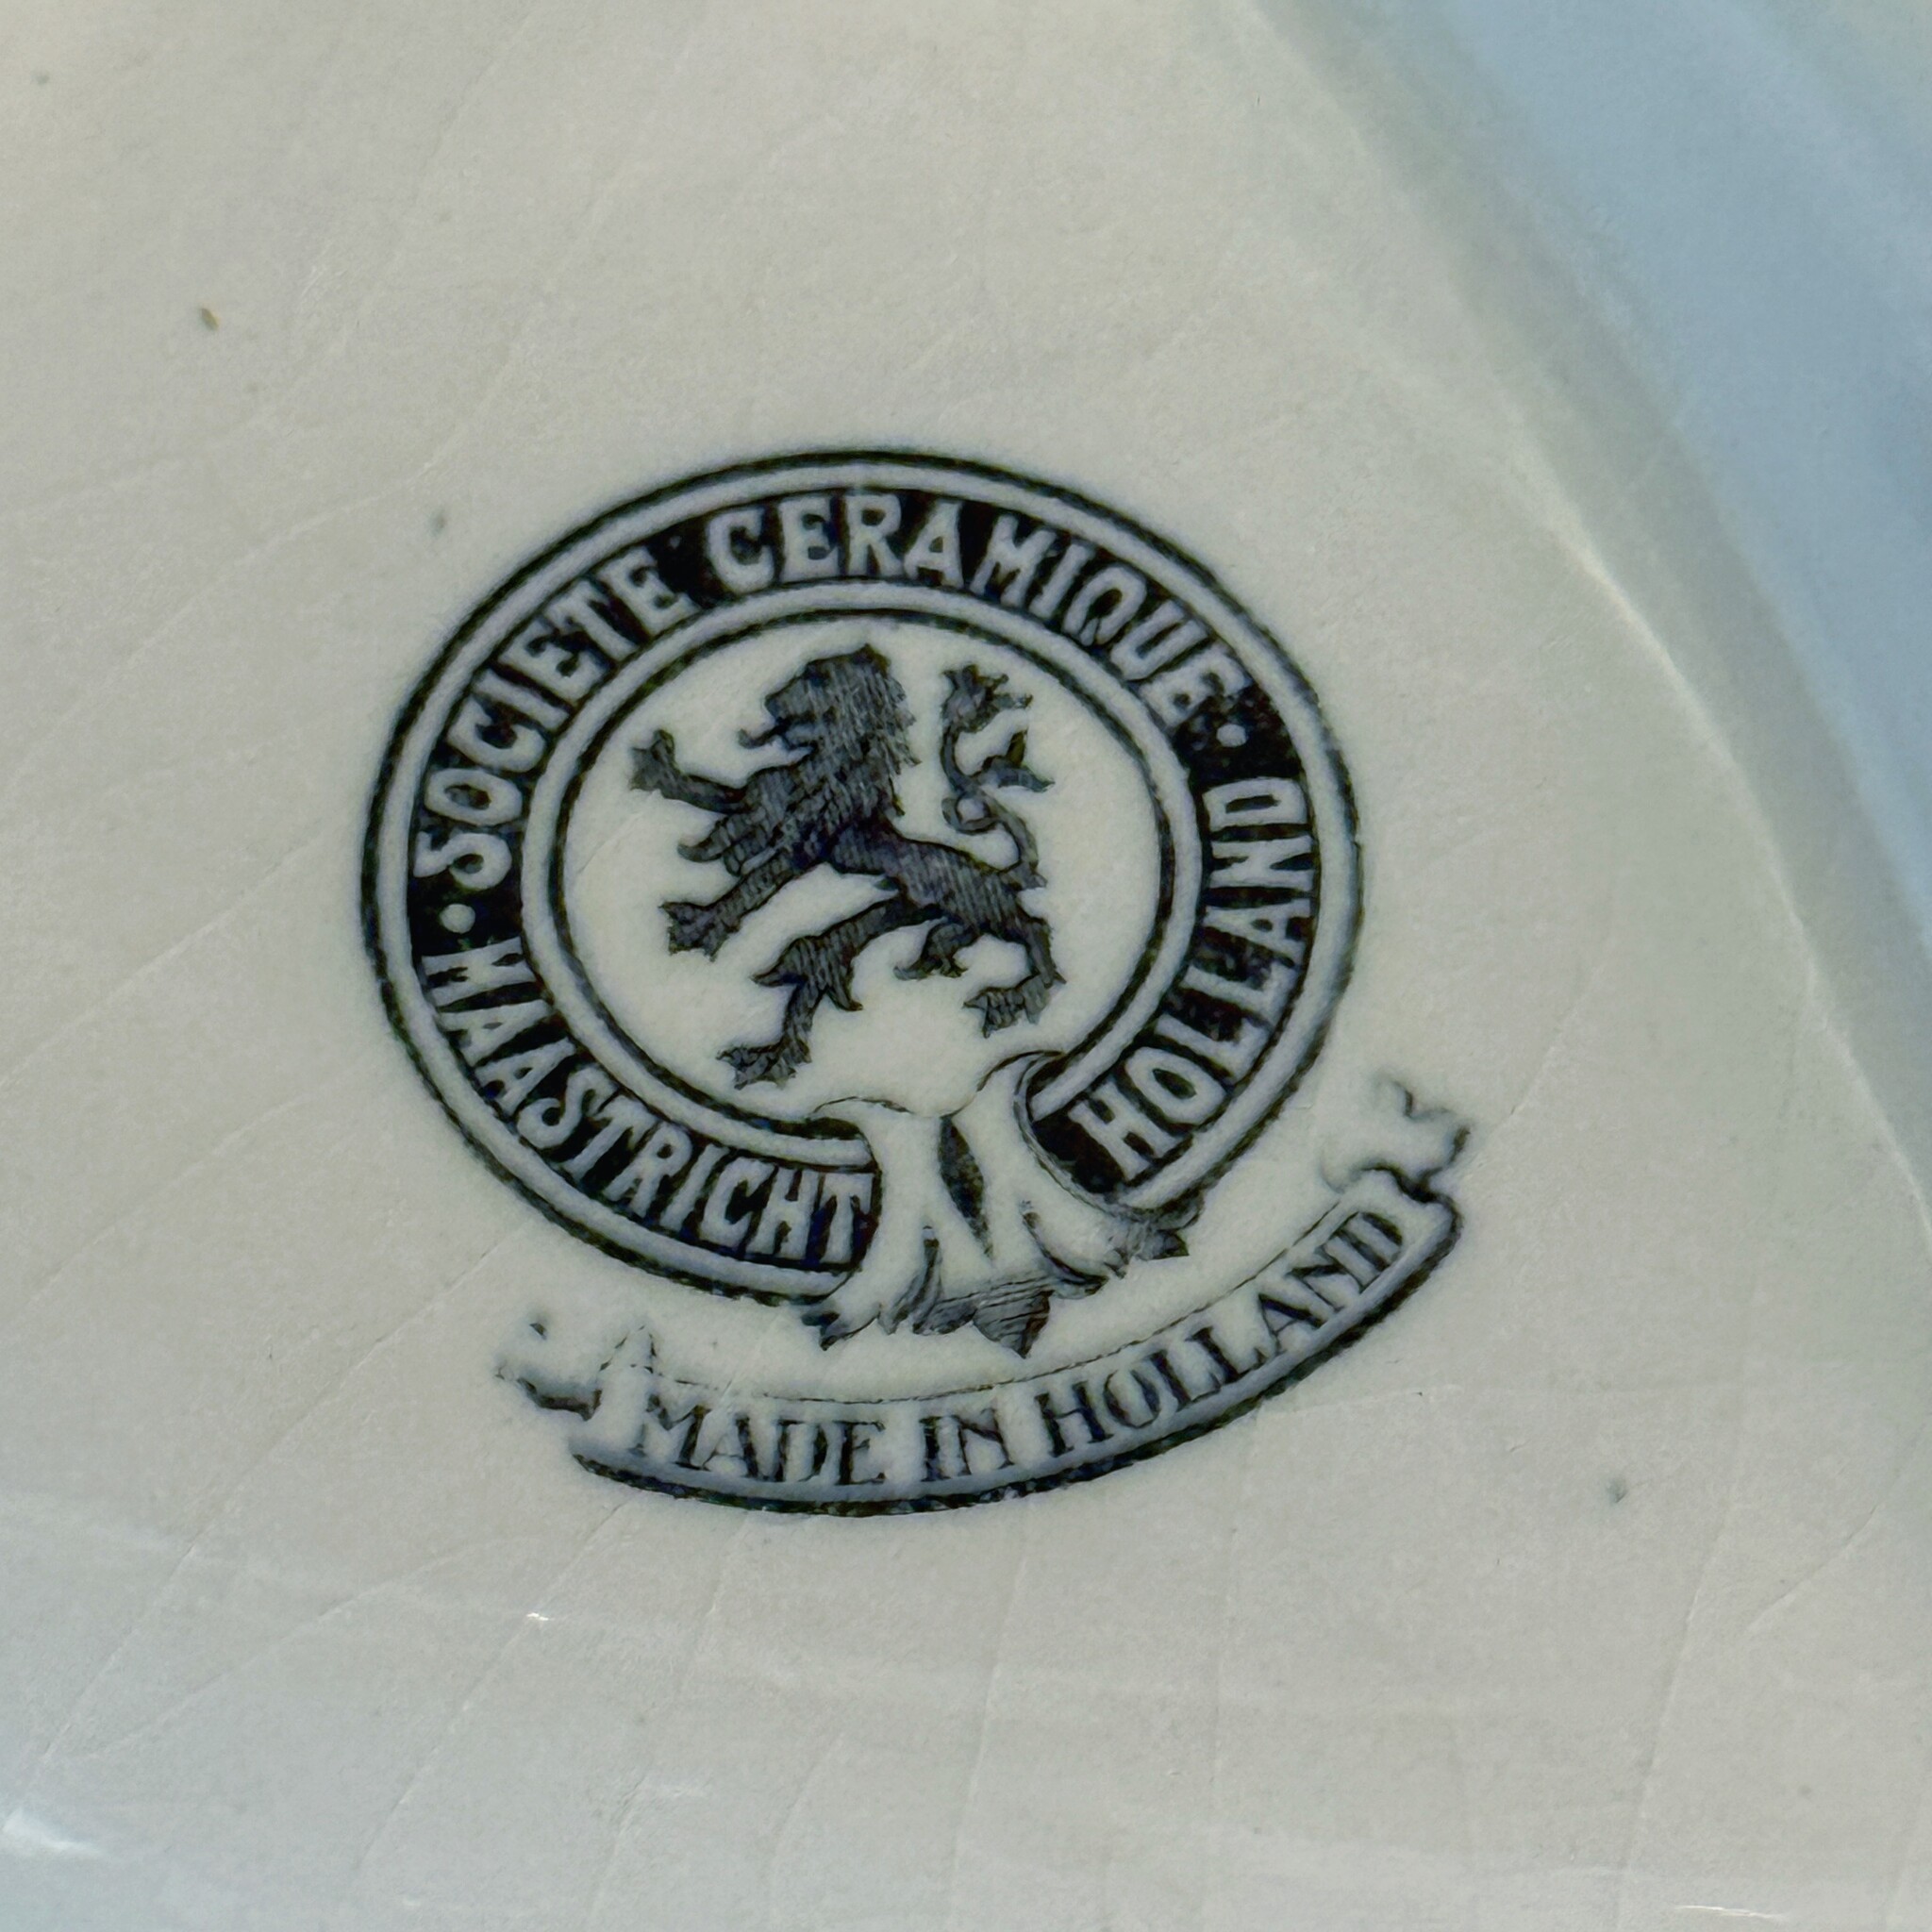 · SOCIETE CERAMIQUE ·
MAASTRICHT HOLLAND
MADE IN HOLLAND